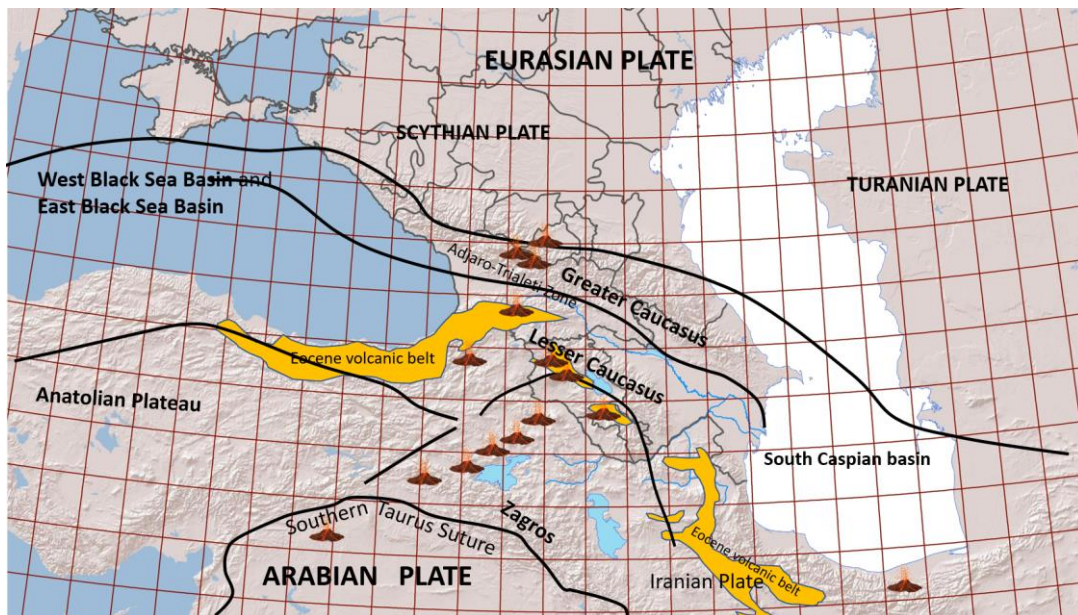 EURASIAN PLATE
SCYTHIAN PLATE
West Black Sea Basin and
East Black Sea Basin
TURANIAN PLATE
Adjaro-Trialeti Zone
Greater Caucasus
Lesser Caucasus
Eocene volcanic belt
Anatolian Plateau
South Caspian basin
Zagros
Southern Taurus Suture
Eocene volcanic belt
ARABIAN PLATE
Iranian Plate